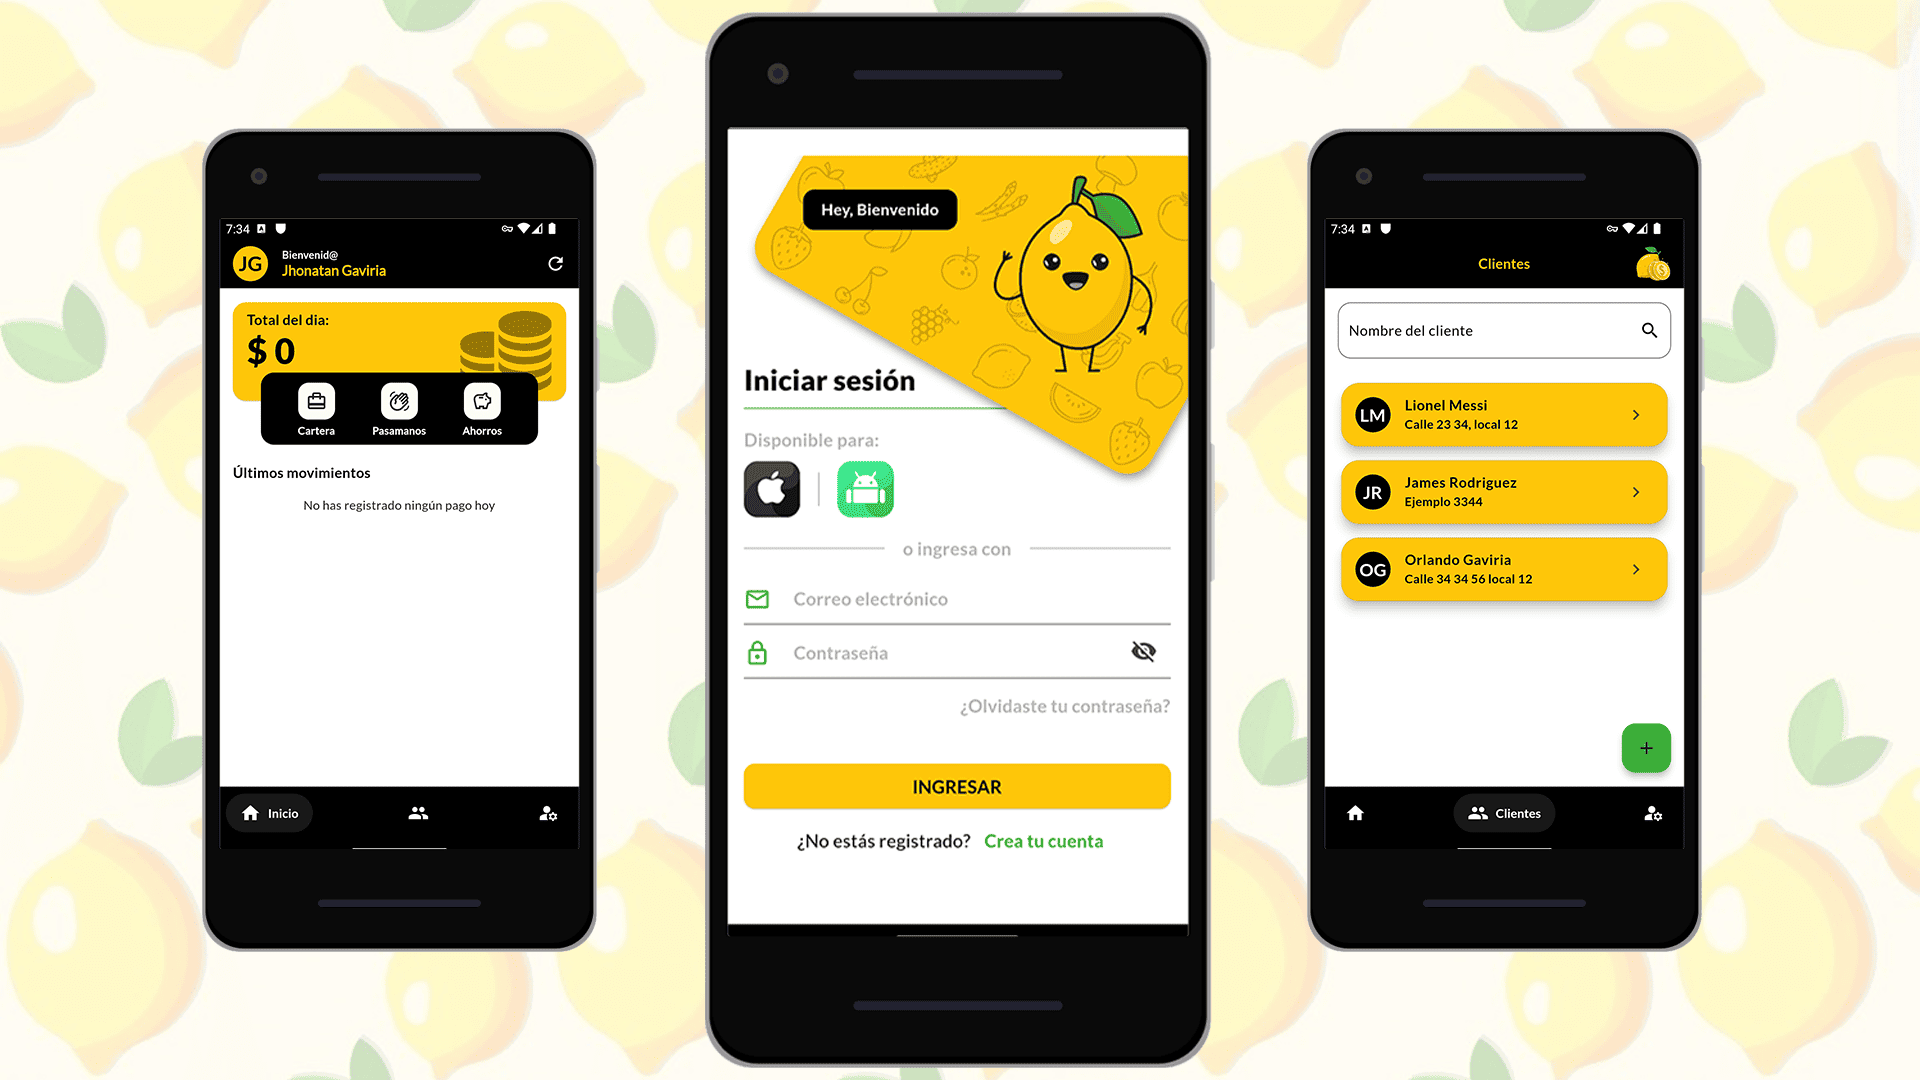 7:34
JG
Bienvenid@
Jhonatan Gaviria
Total del dia:
$ 0
Cartera
Pasamanos
Ahorros
Últimos movimientos
No has registrado ningún pago hoy
Inicio
Hey, Bienvenido
Iniciar sesión
Disponible para:
o ingresa con
Correo electrónico
Contraseña
¿Olvidaste tu contraseña?
INGRESAR
¿No estás registrado? Crea tu cuenta
7:34
Clientes
Nombre del cliente
LM
Lionel Messi
Calle 23 34, local 12
JR
James Rodriguez
Ejemplo 3344
OG
Orlando Gaviria
Calle 34 34 56 local 12
+
Clientes